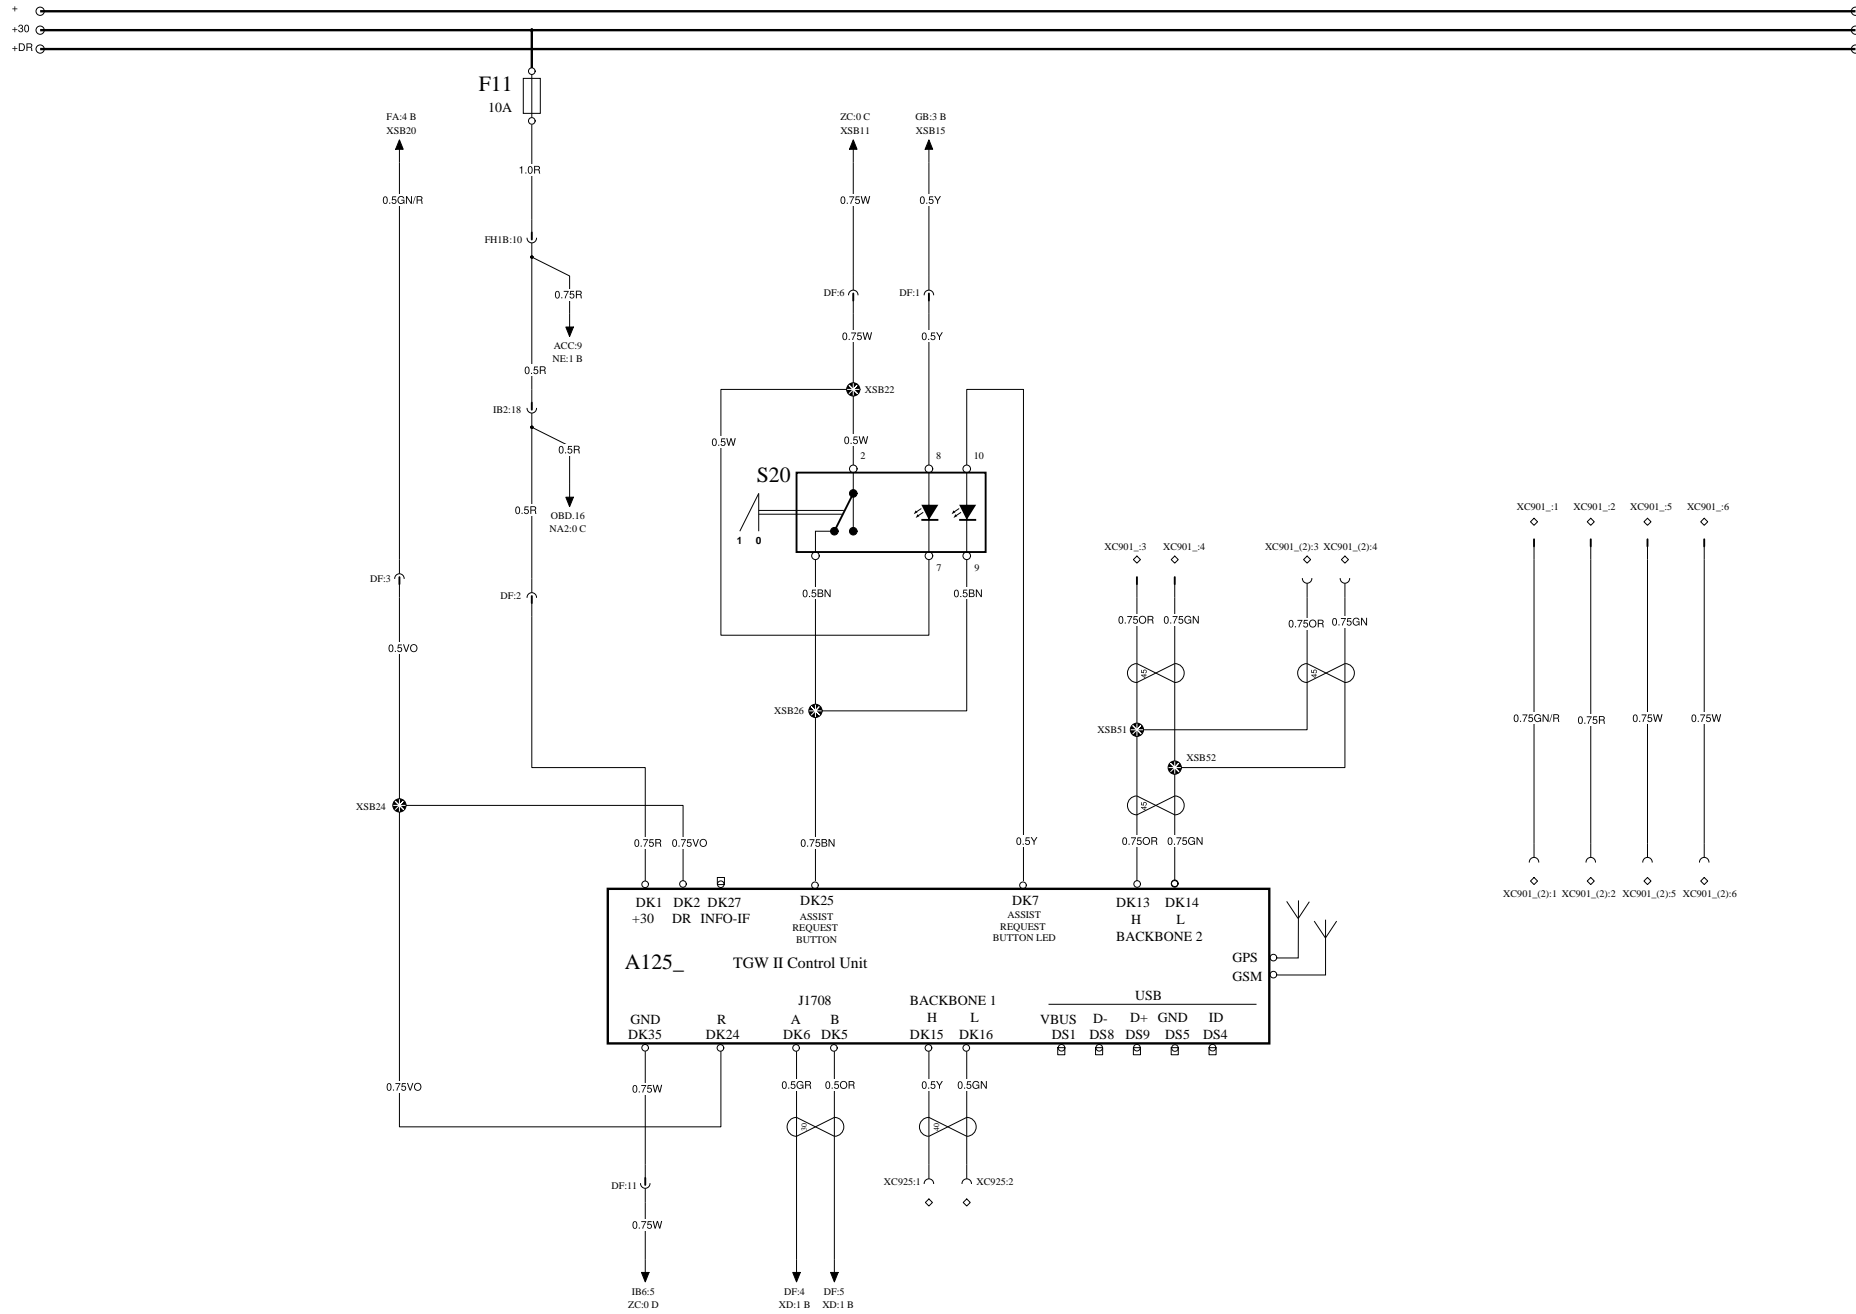 +
+30
+DR
F11
10A
FA:4 B
XSB20
ZC:0 C
XSB11
GB:3 B
XSB15
1.0R
0.5GN/R
0.75W
0.5Y
FH1B:10
0.75R
DF:6
DF:1
0.75W
0.5Y
ACC:9
NE:1 B
0.5R
XSB22
IB2:18
0.5R
0.5W
0.5W
2
8
10
S20
0.5R
OBD.16
NA2:0 C
1 0
XC901_:1
XC901_:2
XC901_:5
XC901_:6
XC901_:3
XC901_:4
XC901_(2):3
XC901_(2):4
7
9
DF:3
DF:2
0.5BN
0.5BN
0.75OR
0.75GN
0.75OR
0.75GN
0.5VO
45
45
XSB26
0.75GN/R
0.75R
0.75W
0.75W
XSB51
XSB52
XSB24
45
0.75R
0.75VO
0.75BN
0.5Y
0.75OR
0.75GN
XC901_(2):1
XC901_(2):2
XC901_(2):5
XC901_(2):6
DK1
+30
DK2
DR
DK27
INFO-IF
DK25
ASSIST
REQUEST
BUTTON
DK7
ASSIST
REQUEST
BUTTON LED
DK13
H
DK14
L
BACKBONE 2
A125_
TGW II Control Unit
GPS
GSM
J1708
BACKBONE 1
USB
GND
DK35
R
DK24
A
DK6
B
DK5
H
DK15
L
DK16
VBUS
DS1
D-
DS8
D+
DS9
GND
DS5
ID
DS4
0.75VO
0.75W
0.5GR
0.5OR
0.5Y
0.5GN
30
40
DF:11
XC925:1
XC925:2
0.75W
IB6:5
ZC:0 D
DF:4
XD:1 B
DF:5
XD:1 B